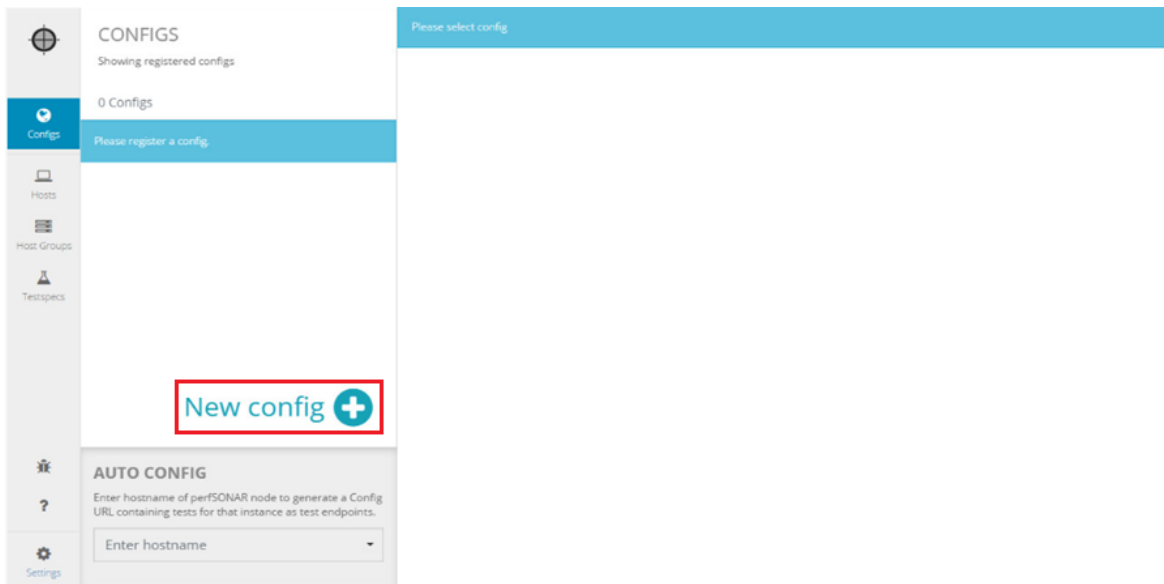 Configs
Hosts
Host Groups
Testspecs
?
Settings
CONFIGS
Showing registered configs
0 Configs
Please register a config.
New config
AUTO CONFIG
Enter hostname of perfSONAR node to generate a Config
URL containing tests for that instance as test endpoints.
Enter hostname
Please select config